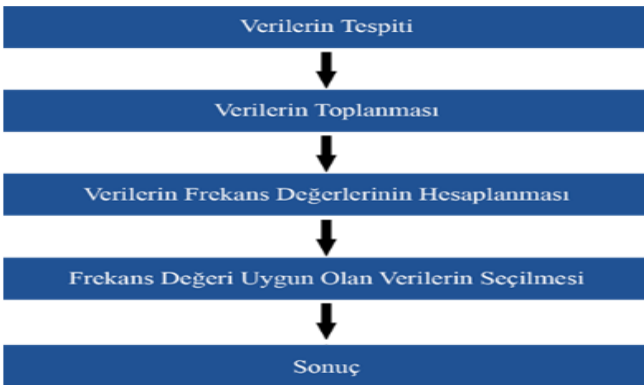 Verilerin Tespiti
Verilerin Toplanması
Verilerin Frekans Değerlerinin Hesaplanması
Frekans Değeri Uygun Olan Verilerin Seçilmesi
Sonuç